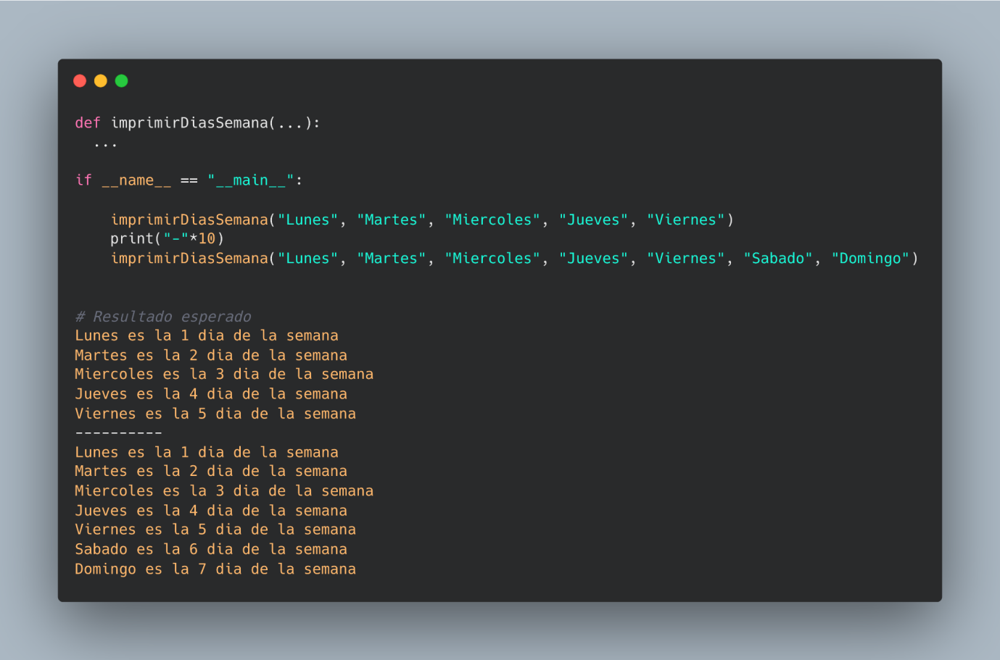 def imprimirDiasSemana(...):
  ...
if __name__ == "__main__":
    imprimirDiasSemana("Lunes", "Martes", "Miercoles", "Jueves", "Viernes")
    print("-"*10)
    imprimirDiasSemana("Lunes", "Martes", "Miercoles", "Jueves", "Viernes", "Sabado", "Domingo")
# Resultado esperado
Lunes es la 1 dia de la semana
Martes es la 2 dia de la semana
Miercoles es la 3 dia de la semana
Jueves es la 4 dia de la semana
Viernes es la 5 dia de la semana
----------
Lunes es la 1 dia de la semana
Martes es la 2 dia de la semana
Miercoles es la 3 dia de la semana
Jueves es la 4 dia de la semana
Viernes es la 5 dia de la semana
Sabado es la 6 dia de la semana
Domingo es la 7 dia de la semana